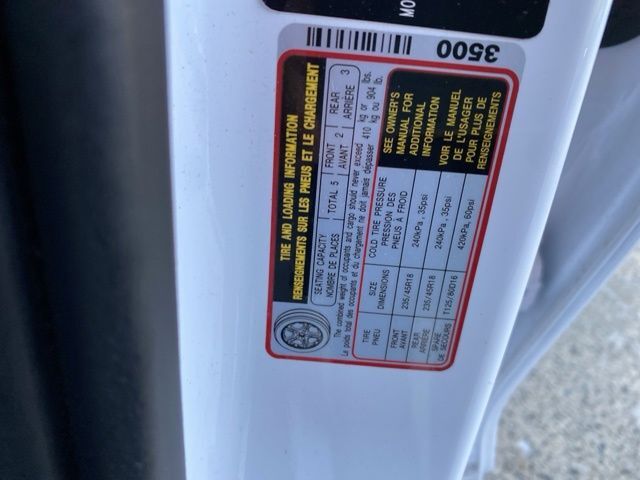 MO
3500
TIRE AND LOADING INFORMATION
RENSEIGNEMENTS SUR LES PNEUS ET LE CHARGEMENT
SEATING CAPACITY
NOMBRE DE PLACES
TOTAL 5
FRONT
AVANT 2
REAR
ARRIÈRE 3
The combined weight of occupants and cargo should never exceed 410 kg or 904 lbs.
Le poids total des occupants et du chargement ne doit jamais dépasser 410 kg ou 904 lb.
TIRE
PNEU
SIZE
DIMENSIONS
COLD TIRE PRESSURE
PRESSION DES
PNEUS À FROID
FRONT
AVANT
235/45R18
240kPa, 35psi
REAR
ARRIÈRE
235/45R18
240kPa, 35psi
SPARE
DE SECOURS
T125/80D16
420kPa, 60psi
SEE OWNER'S
MANUAL FOR
ADDITIONAL
INFORMATION
VOIR LE MANUEL
DE L'USAGER
POUR PLUS DE
RENSEIGNEMENTS